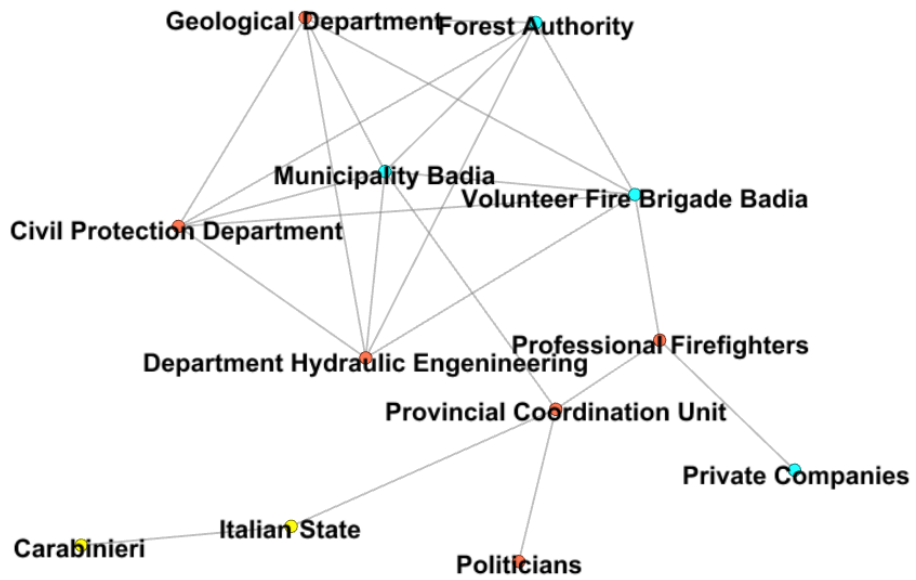 Geological Department
Forest Authority
Municipality Badia
Volunteer Fire Brigade Badia
Civil Protection Department
Professional Firefighters
Department Hydraulic Engenineering
Provincial Coordination Unit
Private Companies
Italian State
Carabinieri
Politicians